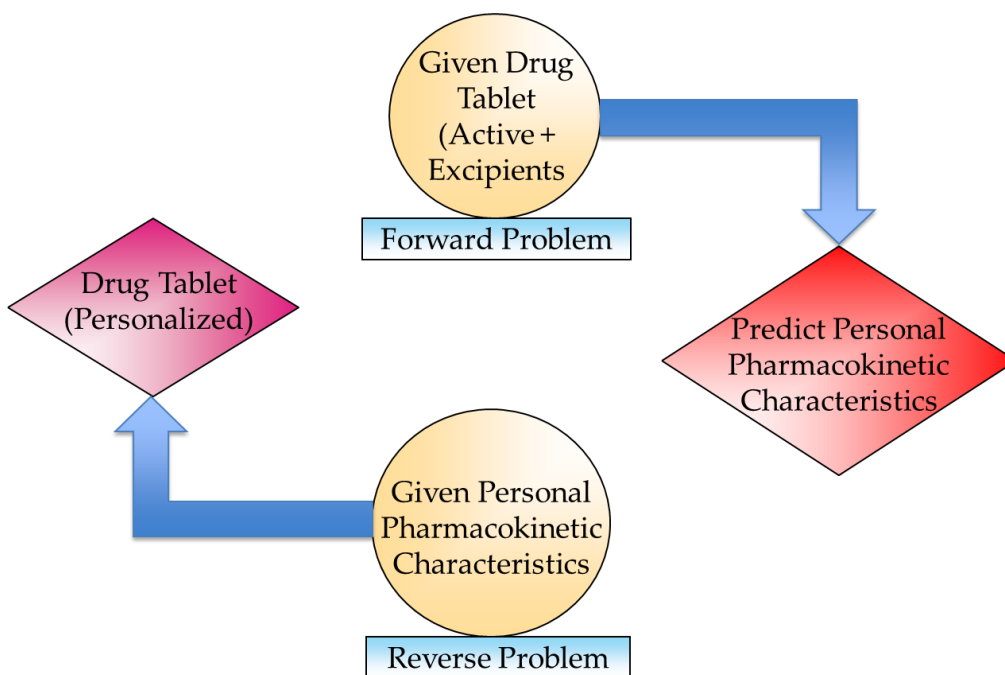 Given Drug
Tablet
(Active +
Excipients
Forward Problem
Drug Tablet
(Personalized)
Predict Personal
Pharmacokinetic
Characteristics
Given Personal
Pharmacokinetic
Characteristics
Reverse Problem